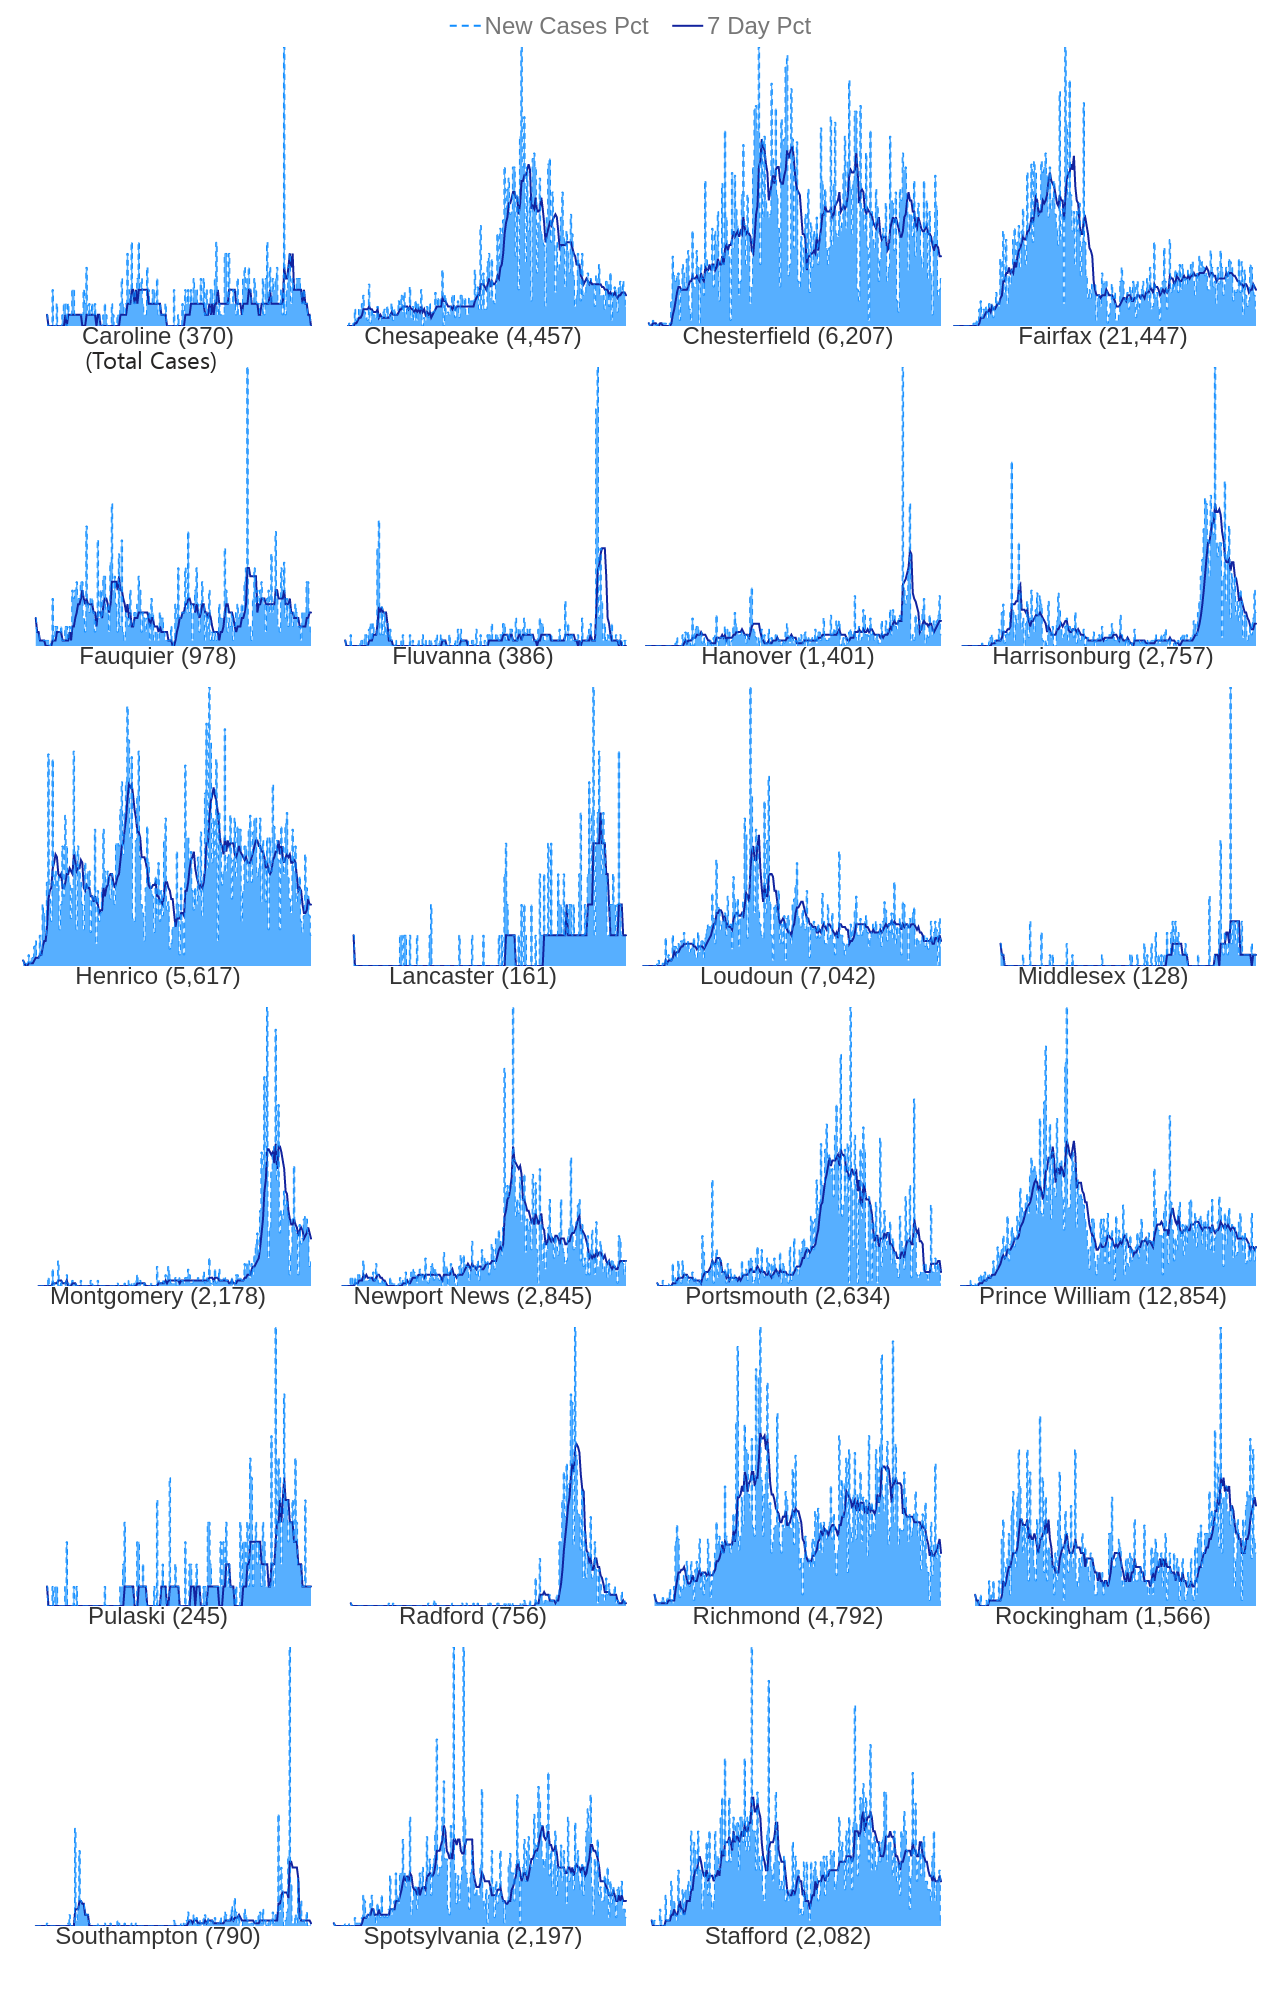 New Cases Pct 7 Day Pct
Caroline (370) Chesapeake (4,457) Chesterfield (6,207) Fairfax (21,447)
(Total Cases)
Fauquier (978) Fluvanna (386) Hanover (1,401) Harrisonburg (2,757)
Henrico (5,617) Lancaster (161) Loudoun (7,042) Middlesex (128)
Montgomery (2,178) Newport News (2,845) Portsmouth (2,634) Prince William (12,854)
Pulaski (245) Radford (756) Richmond (4,792) Rockingham (1,566)
Southampton (790) Spotsylvania (2,197) Stafford (2,082)